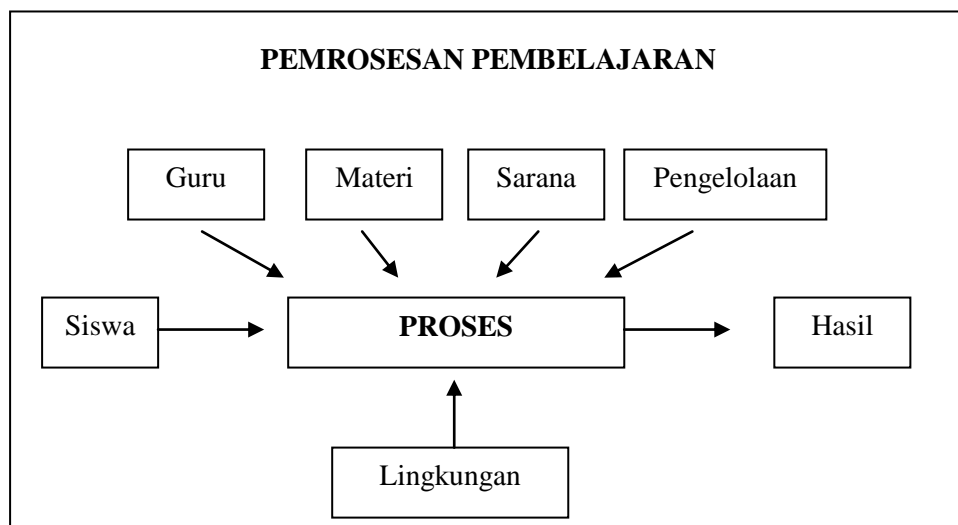 PEMROSESAN PEMBELAJARAN
Guru
Materi
Sarana
Pengelolaan
Siswa
PROSES
Hasil
Lingkungan